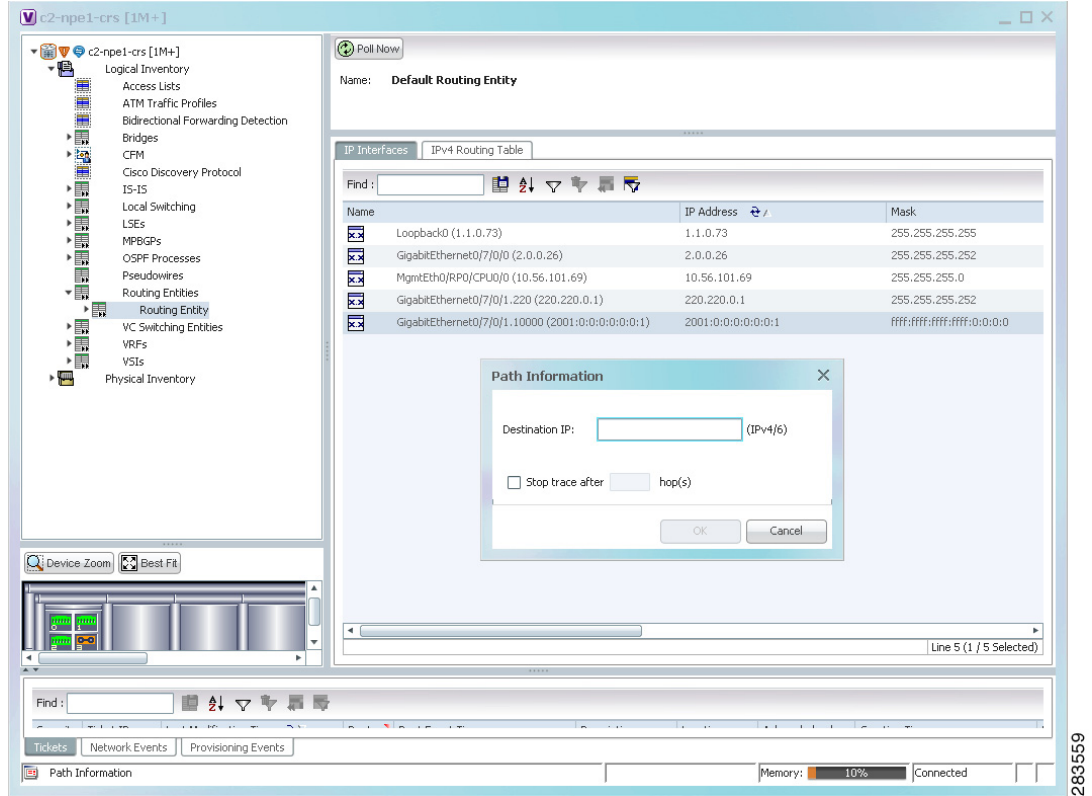 c2-npe1-crs [1M+]
c2-npe1-crs [1M+]
Logical Inventory
Access Lists
ATM Traffic Profiles
Bidirectional Forwarding Detection
Bridges
CFM
Cisco Discovery Protocol
IS-IS
Local Switching
LSEs
MPBGPs
OSPF Processes
Pseudowires
Routing Entities
Routing Entity
VC Switching Entities
VRFs
VSIs
Physical Inventory
Device Zoom Best Fit
Poll Now
Name: Default Routing Entity
IP Interfaces IPv4 Routing Table
Find :
Name IP Address Mask
Loopback0 (1.1.0.73) 1.1.0.73 255.255.255.255
GigabitEthernet0/7/0/0 (2.0.0.26) 2.0.0.26 255.255.255.252
MgmtEth0/RP0/CPU0/0 (10.56.101.69) 10.56.101.69 255.255.255.0
GigabitEthernet0/7/0/1.220 (220.220.0.1) 220.220.0.1 255.255.255.252
GigabitEthernet0/7/0/1.10000 (2001:0:0:0:0:0:0:1) 2001:0:0:0:0:0:0:1 ffff:ffff:ffff:ffff:0:0:0:0
Path Information
Destination IP: (IPv4/6)
Stop trace after hop(s)
OK Cancel
Line 5 (1 / 5 Selected)
Find :
Tickets Network Events Provisioning Events
Path Information Memory: 10% Connected
283559